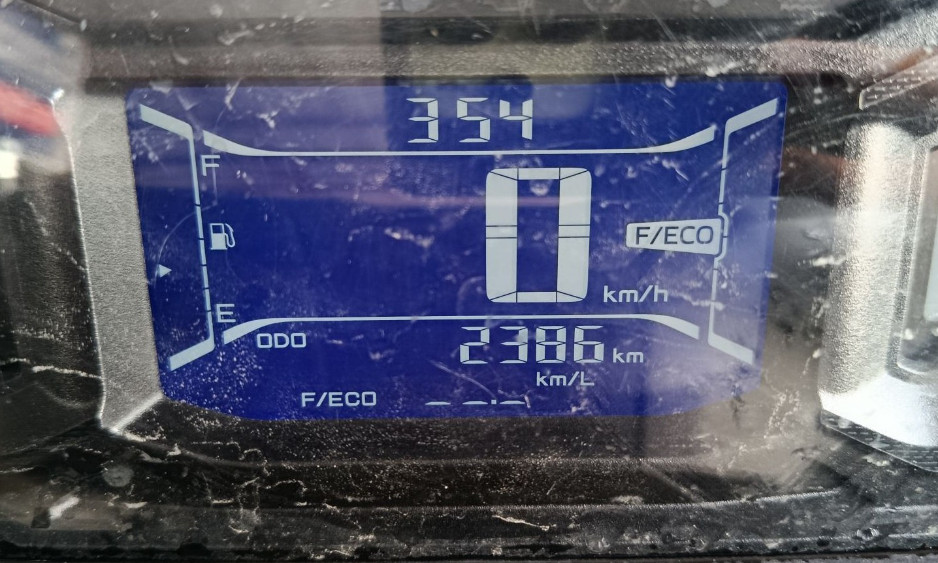 354
F
0
F/ECO
km/h
E
ODO 2386 km
km/L
F/ECO --.-